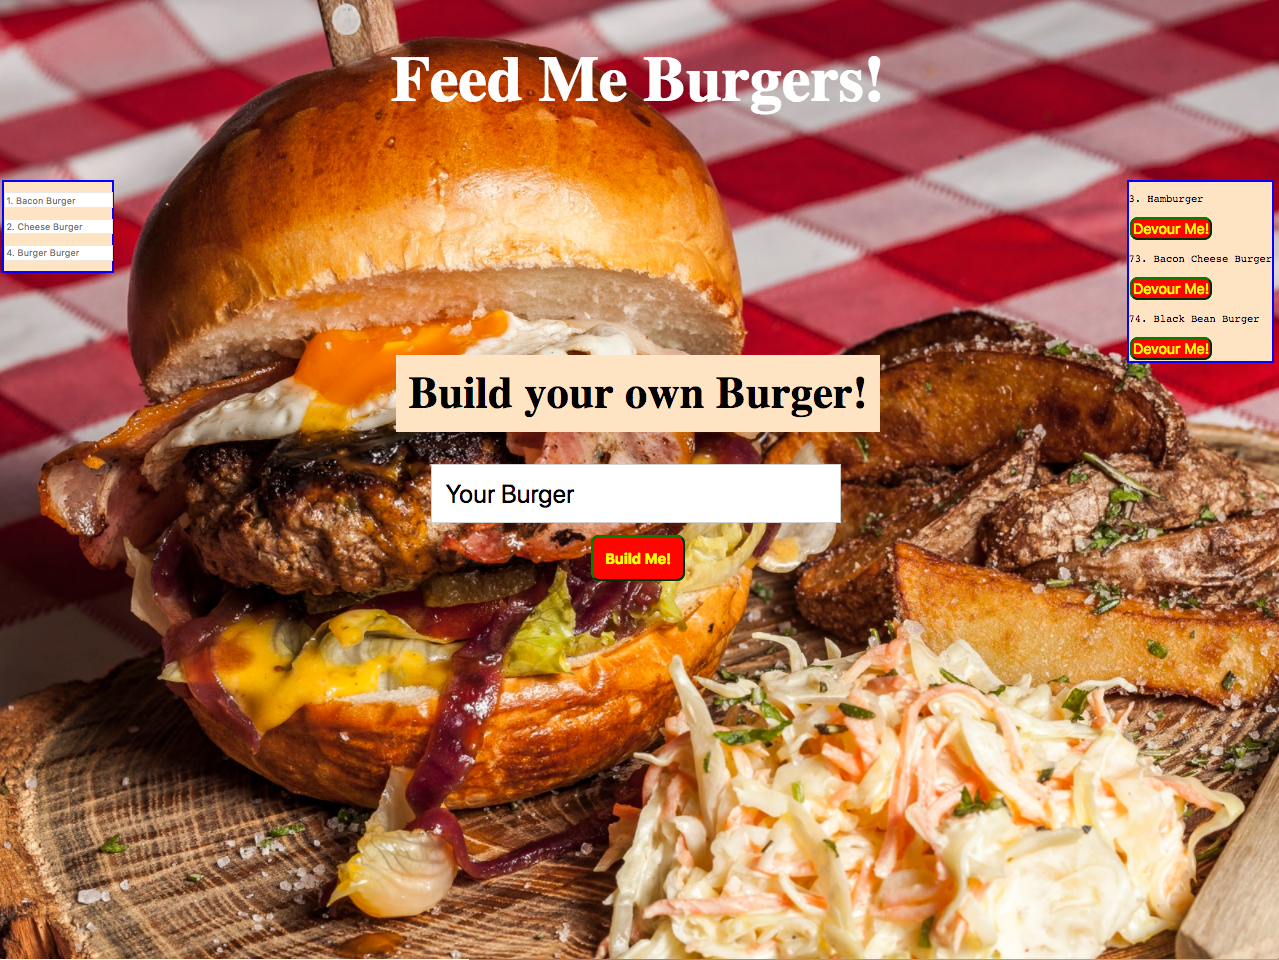 Feed Me Burgers!
1. Bacon Burger
2. Cheese Burger
4. Burger Burger
3. Hamburger
Devour Me!
73. Bacon Cheese Burger
Devour Me!
74. Black Bean Burger
Devour Me!
Build your own Burger!
Your Burger
Build Me!